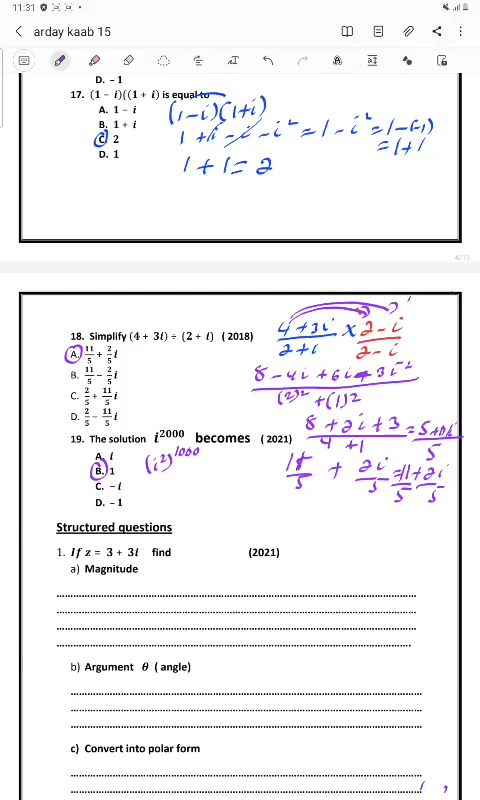 11:31
arday kaab 15
D. – 1
17. (1 – i)((1 + i) is equal to
A. 1 – i
B. 1 + i
C. 2
D. 1
(1-i)(1+i)
1 + i - i - i² = 1 - i² = 1-(-1)
= 1+1
1 + 1 = 2
4/13
18. Simplify (4 + 3i) ÷ (2 + i) ( 2018)
A. 11/5 + 2/5 i
B. 11/5 − 2/5 i
C. 2/5 + 11/5 i
D. 2/5 − 11/5 i
4+3i/2+i × 2-i/2-i
8 - 4i + 6i - 3i²
(2)² + (1)2
8 + 2i + 3
4 + 1
5
19. The solution i²⁰⁰⁰ becomes ( 2021)
A. i
B. 1
C. – i
D. – 1
(i²)¹⁰⁰⁰
+ 2i/5 = 11/5 + 2i/5
Structured questions
1. If z = 3 + 3i find (2021)
a) Magnitude
b) Argument θ ( angle)
c) Convert into polar form